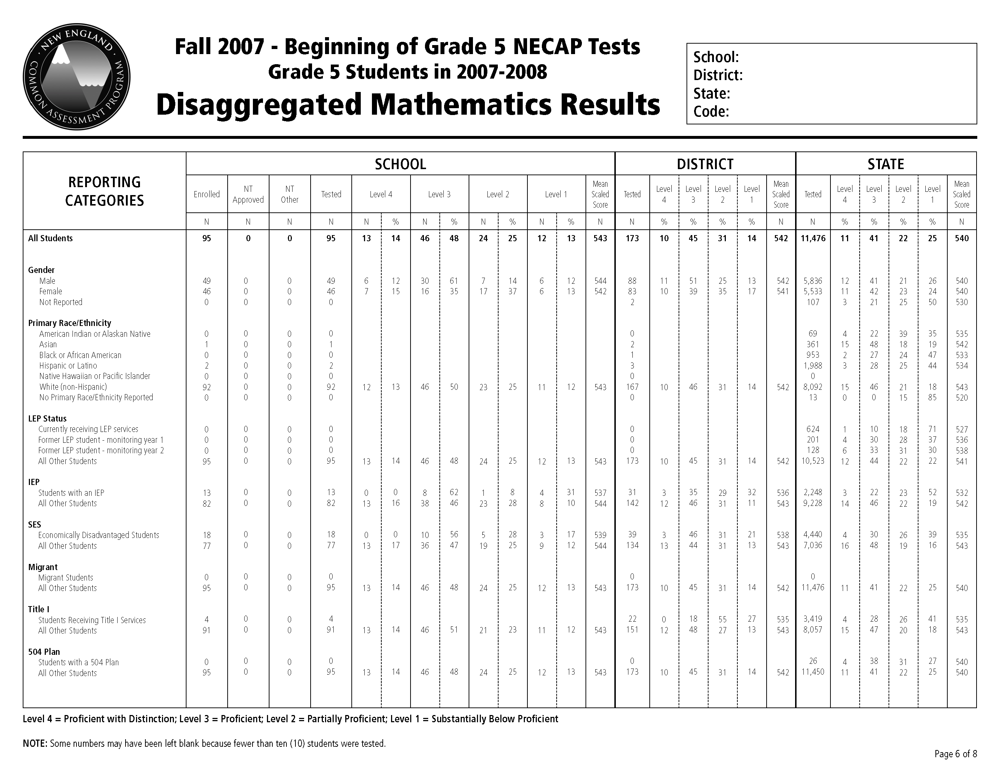 NEW ENGLAND
COMMON ASSESSMENT PROGRAM
Fall 2007 - Beginning of Grade 5 NECAP Tests
Grade 5 Students in 2007-2008
Disaggregated Mathematics Results
School:
District:
State:
Code:
REPORTING CATEGORIES SCHOOL DISTRICT STATE
Enrolled NT Approved NT Other Tested Level 4 Level 3 Level 2 Level 1 Mean Scaled Score Tested Level 4 Level 3 Level 2 Level 1 Mean Scaled Score Tested Level 4 Level 3 Level 2 Level 1 Mean Scaled Score
N N N N N % N % N % N % N N % % % % N N % % % % N
All Students 95 0 0 95 13 14 46 48 24 25 12 13 543 173 10 45 31 14 542 11,476 11 41 22 25 540
Gender
Male 49 0 0 49 6 12 30 61 7 14 6 12 544 88 11 51 25 13 542 5,836 12 41 21 26 540
Female 46 0 0 46 7 15 16 35 17 37 6 13 542 83 10 39 35 17 541 5,533 11 42 23 24 540
Not Reported 0 0 0 0 2 107 3 21 25 50 530
Primary Race/Ethnicity
American Indian or Alaskan Native 0 0 0 0 0 69 4 22 39 35 535
Asian 1 0 0 1 2 361 15 48 18 19 542
Black or African American 0 0 0 0 1 953 2 27 24 47 533
Hispanic or Latino 2 0 0 2 3 1,988 3 28 25 44 534
Native Hawaiian or Pacific Islander 0 0 0 0 0 0
White (non-Hispanic) 92 0 0 92 12 13 46 50 23 25 11 12 543 167 10 46 31 14 542 8,092 15 46 21 18 543
No Primary Race/Ethnicity Reported 0 0 0 0 0 13 0 0 15 85 520
LEP Status
Currently receiving LEP services 0 0 0 0 0 624 1 10 18 71 527
Former LEP student - monitoring year 1 0 0 0 0 0 201 4 30 28 37 536
Former LEP student - monitoring year 2 0 0 0 0 0 128 6 33 31 30 538
All Other Students 95 0 0 95 13 14 46 48 24 25 12 13 543 173 10 45 31 14 542 10,523 12 44 22 22 541
IEP
Students with an IEP 13 0 0 13 0 0 8 62 1 8 4 31 537 31 3 35 29 32 536 2,248 3 22 23 52 532
All Other Students 82 0 0 82 13 16 38 46 23 28 8 10 544 142 12 46 31 11 543 9,228 14 46 22 19 542
SES
Economically Disadvantaged Students 18 0 0 18 0 0 10 56 5 28 3 17 539 39 3 46 31 21 538 4,440 4 30 26 39 535
All Other Students 77 0 0 77 13 17 36 47 19 25 9 12 544 134 13 44 31 13 543 7,036 16 48 19 16 543
Migrant
Migrant Students 0 0 0 0 0 0
All Other Students 95 0 0 95 13 14 46 48 24 25 12 13 543 173 10 45 31 14 542 11,476 11 41 22 25 540
Title I
Students Receiving Title I Services 4 0 0 4 22 0 18 55 27 535 3,419 4 28 26 41 535
All Other Students 91 0 0 91 13 14 46 51 21 23 11 12 543 151 12 48 27 13 543 8,057 15 47 20 18 543
504 Plan
Students with a 504 Plan 0 0 0 0 0 26 4 38 31 27 540
All Other Students 95 0 0 95 13 14 46 48 24 25 12 13 543 173 10 45 31 14 542 11,450 11 41 22 25 540
Level 4 = Proficient with Distinction; Level 3 = Proficient; Level 2 = Partially Proficient; Level 1 = Substantially Below Proficient
NOTE: Some numbers may have been left blank because fewer than ten (10) students were tested.
Page 6 of 8